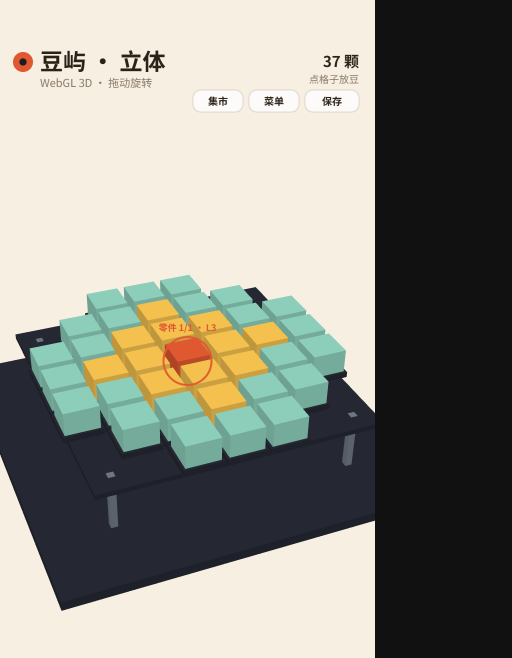 豆屿 · 立体
WebGL 3D · 拖动旋转
37 颗
点格子放豆
集市
菜单
保存
零件 1/1 · L3